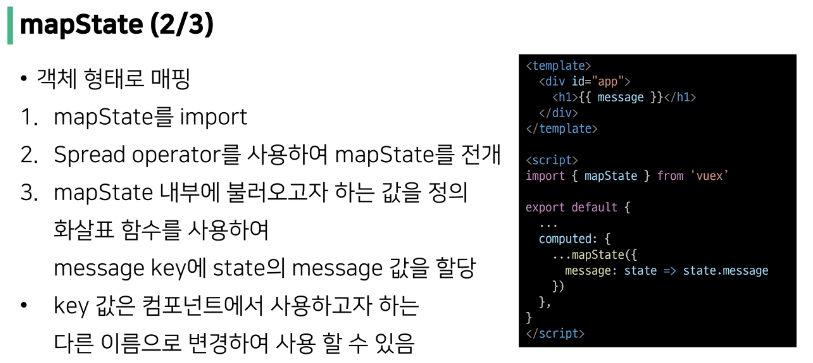 mapState (2/3)
• 객체 형태로 매핑
1. mapState를 import
2. Spread operator를 사용하여 mapState를 전개
3. mapState 내부에 불러오고자 하는 값을 정의
화살표 함수를 사용하여
message key에 state의 message 값을 할당
• key 값은 컴포넌트에서 사용하고자 하는
다른 이름으로 변경하여 사용 할 수 있음
<template>
  <div id="app">
    <h1>{{ message }}</h1>
  </div>
</template>

<script>
import { mapState } from 'vuex’

export default {
  ...
  computed: {
    ...mapState({
      message: state => state.message
    })
  },
}
</script>